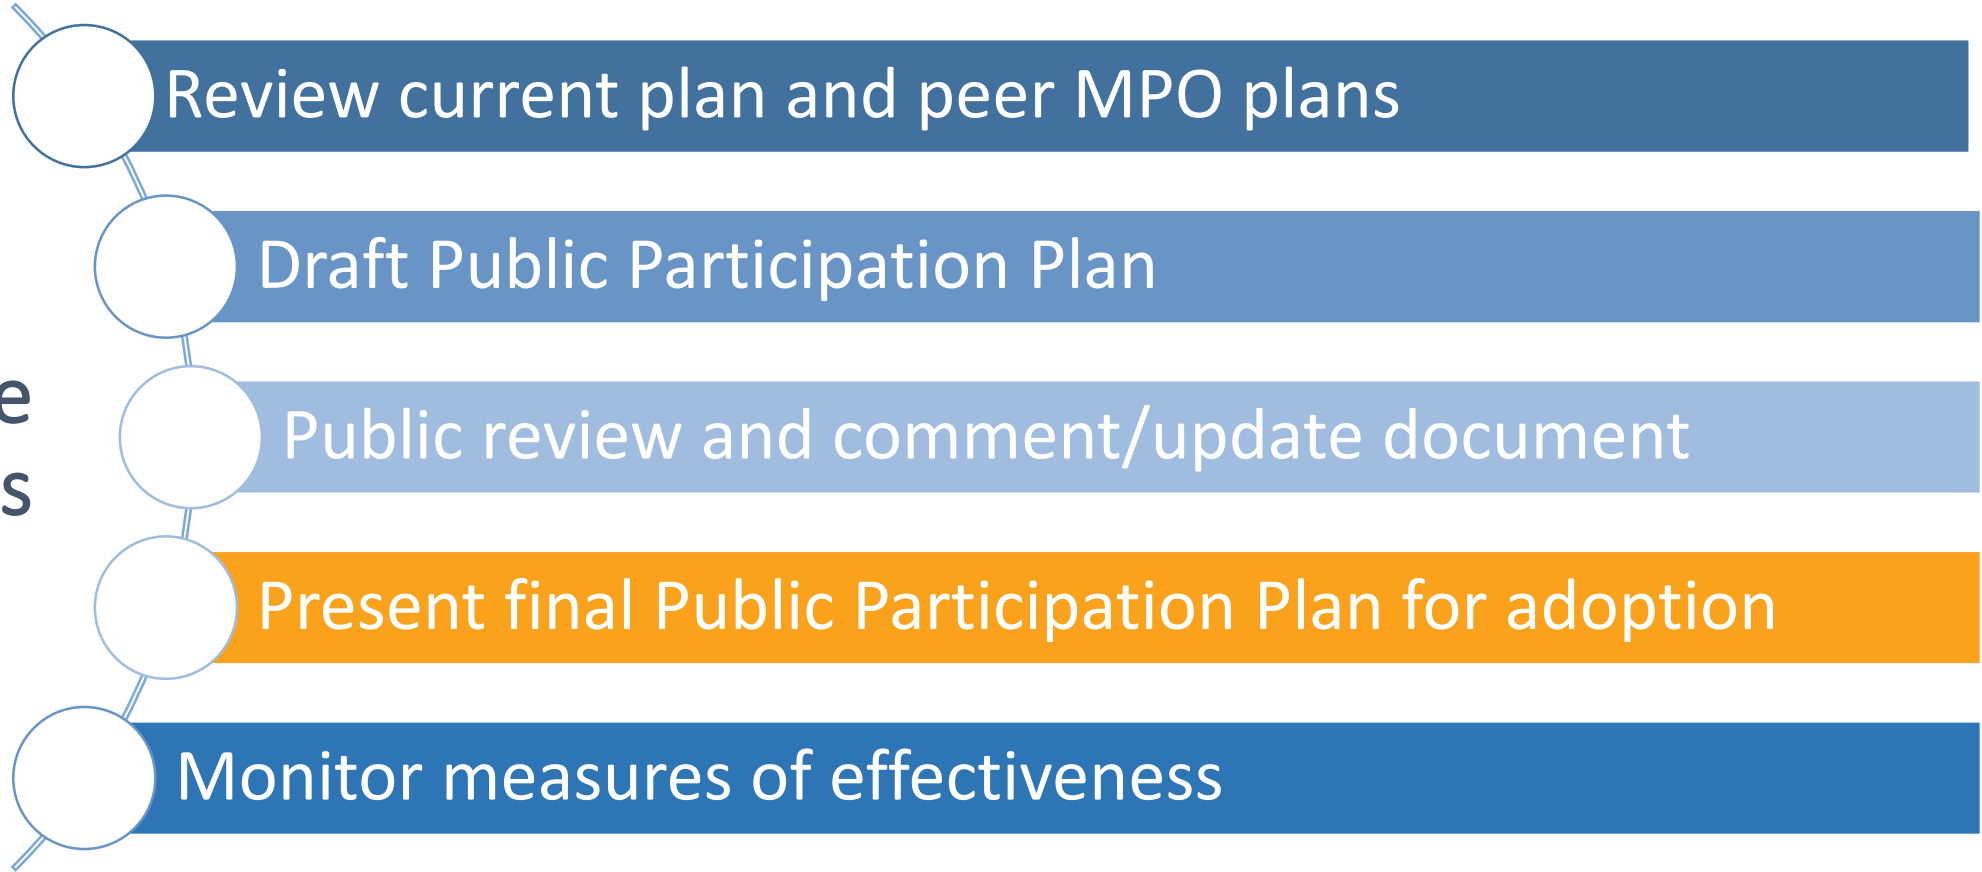 Review current plan and peer MPO plans
Draft Public Participation Plan
Public review and comment/update document
Present final Public Participation Plan for adoption
Monitor measures of effectiveness